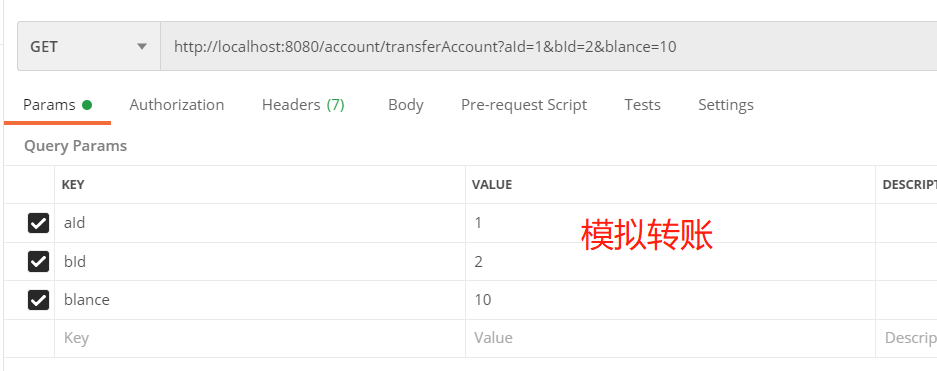 GET http://localhost:8080/account/transferAccount?aId=1&bId=2&blance=10
Params Authorization Headers (7) Body Pre-request Script Tests Settings
Query Params
KEY VALUE DESCRIPT
aId 1
模拟转账
bId 2
blance 10
Key Value Descrip